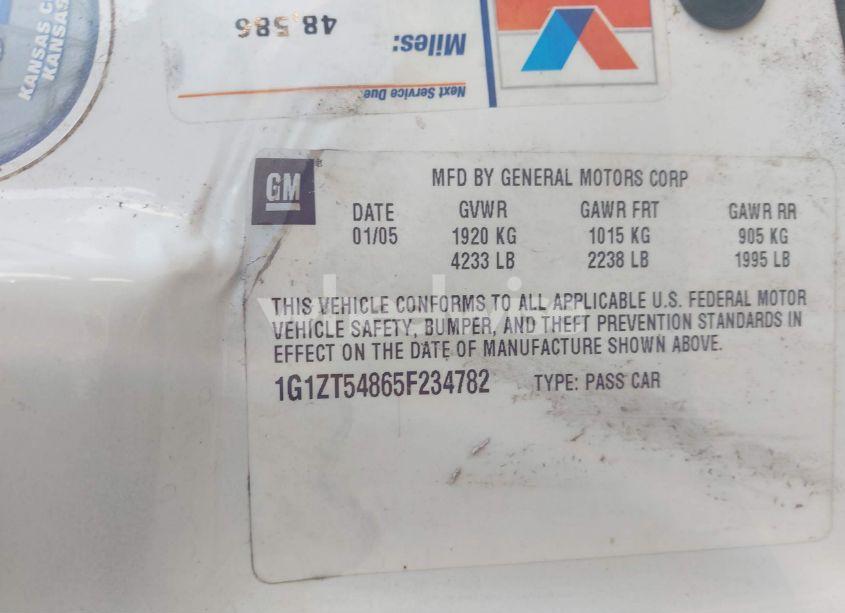 KANSAS C
KANSAS
48,586
Miles:
Next Service Due
GM
MFD BY GENERAL MOTORS CORP
DATE GVWR GAWR FRT GAWR RR
01/05 1920 KG 1015 KG 905 KG
4233 LB 2238 LB 1995 LB
THIS VEHICLE CONFORMS TO ALL APPLICABLE U.S. FEDERAL MOTOR
VEHICLE SAFETY, BUMPER, AND THEFT PREVENTION STANDARDS IN
EFFECT ON THE DATE OF MANUFACTURE SHOWN ABOVE.
1G1ZT54865F234782 TYPE: PASS CAR